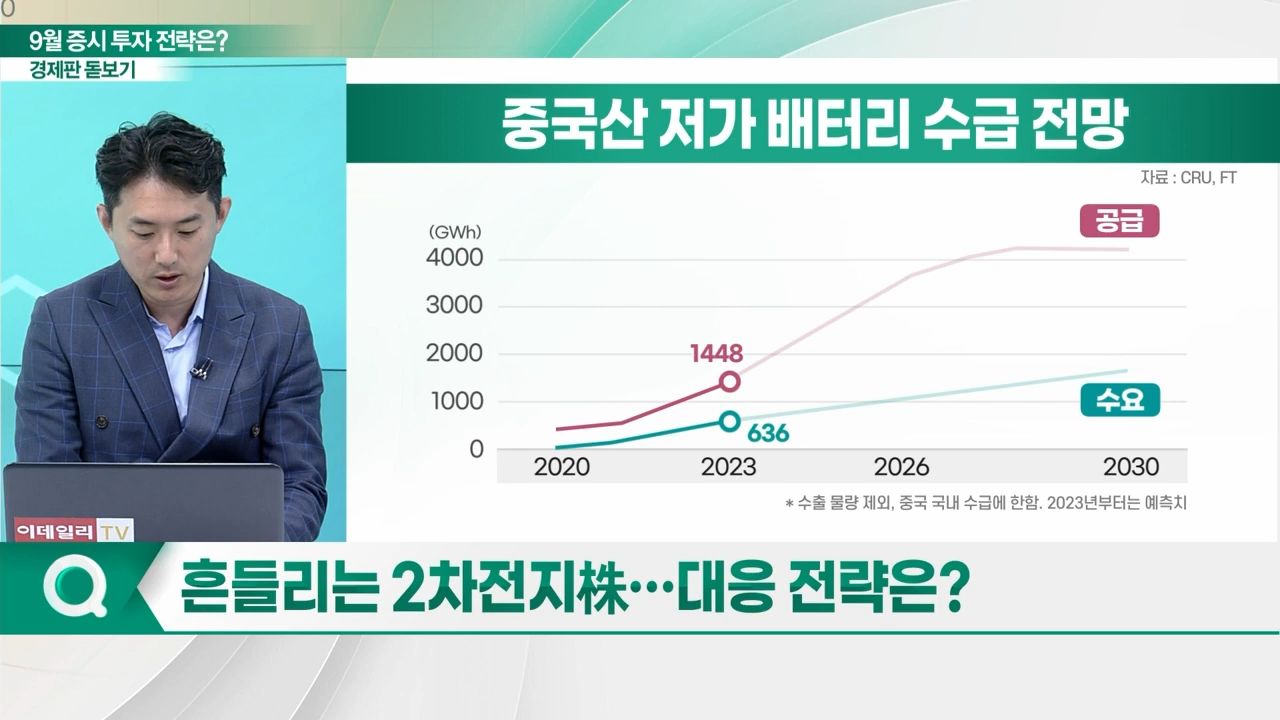 0
9월 증시 투자 전략은?
경제판 돋보기
중국산 저가 배터리 수급 전망
자료 : CRU, FT
공급
(GWh)
4000
3000
2000
1448
1000
수요
636
0
2020 2023 2026 2030
* 수출 물량 제외, 중국 국내 수급에 한함. 2023년부터는 예측치
이데일리 TV
흔들리는 2차전지株…대응 전략은?